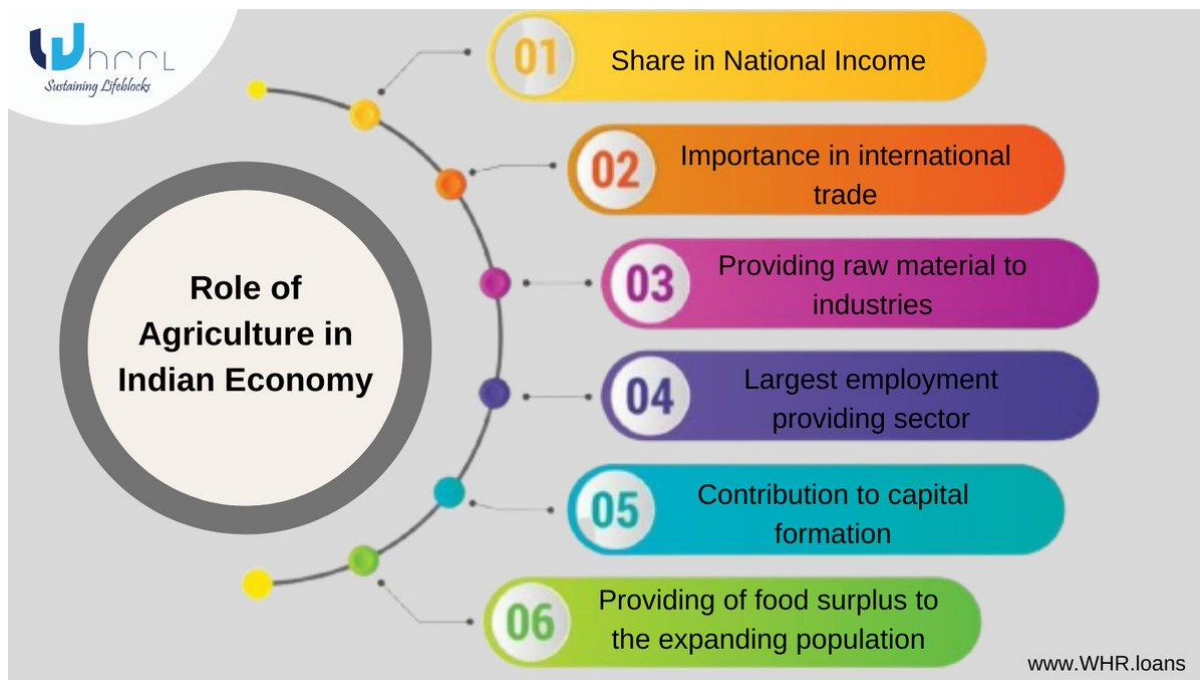 Whrrl
Sustaining Lifeblocks
Role of
Agriculture in
Indian Economy
01
Share in National Income
02
Importance in international
trade
03
Providing raw material to
industries
04
Largest employment
providing sector
05
Contribution to capital
formation
06
Providing of food surplus to
the expanding population
www.WHR.loans